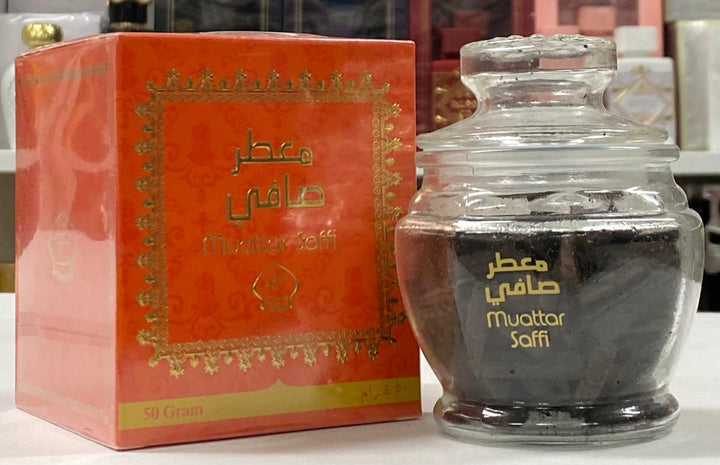 معطر
صافي
Muattar Saffi
50 Gram
٥٠ غرام
معطر
صافي
Muattar
Saffi